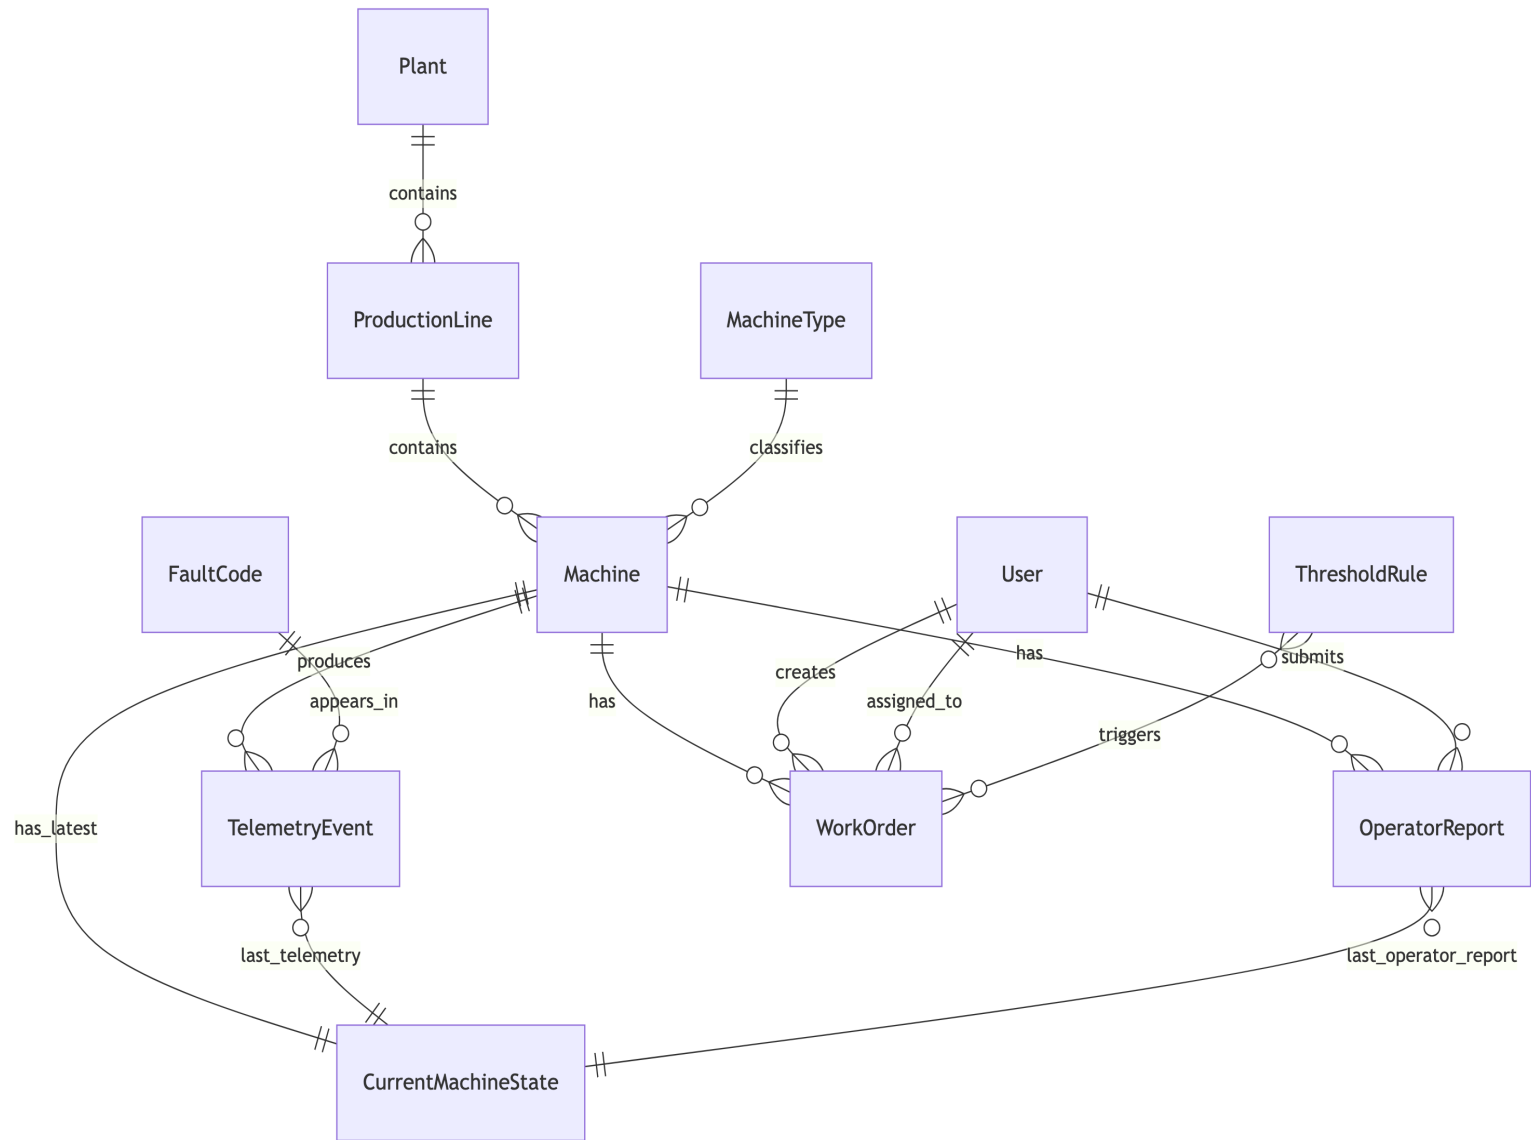 Plant
contains
ProductionLine
MachineType
contains
classifies
FaultCode
Machine
User
ThresholdRule
produces
creates
has
submits
appears_in
has
assigned_to
triggers
has_latest
TelemetryEvent
WorkOrder
OperatorReport
last_telemetry
last_operator_report
CurrentMachineState